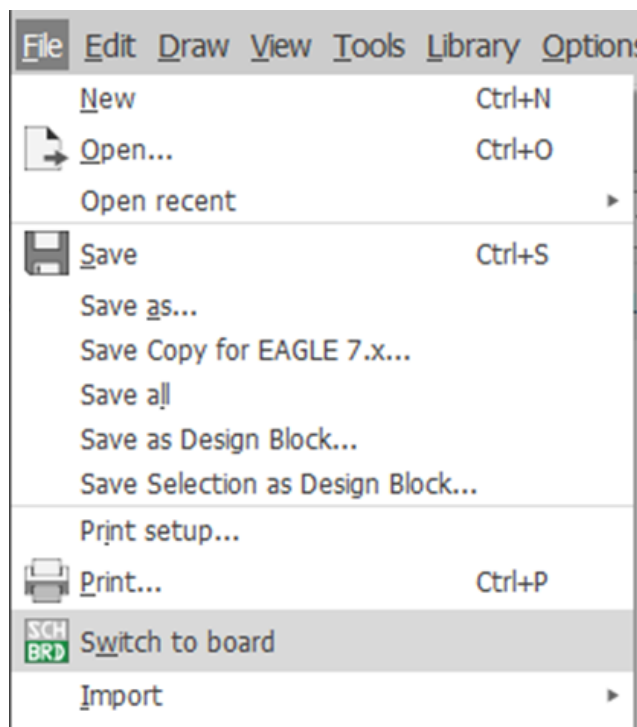 File Edit Draw View Tools Library Options
New Ctrl+N
Open... Ctrl+O
Open recent
Save Ctrl+S
Save as...
Save Copy for EAGLE 7.x...
Save all
Save as Design Block...
Save Selection as Design Block...
Print setup...
Print... Ctrl+P
SCH
BRD Switch to board
Import